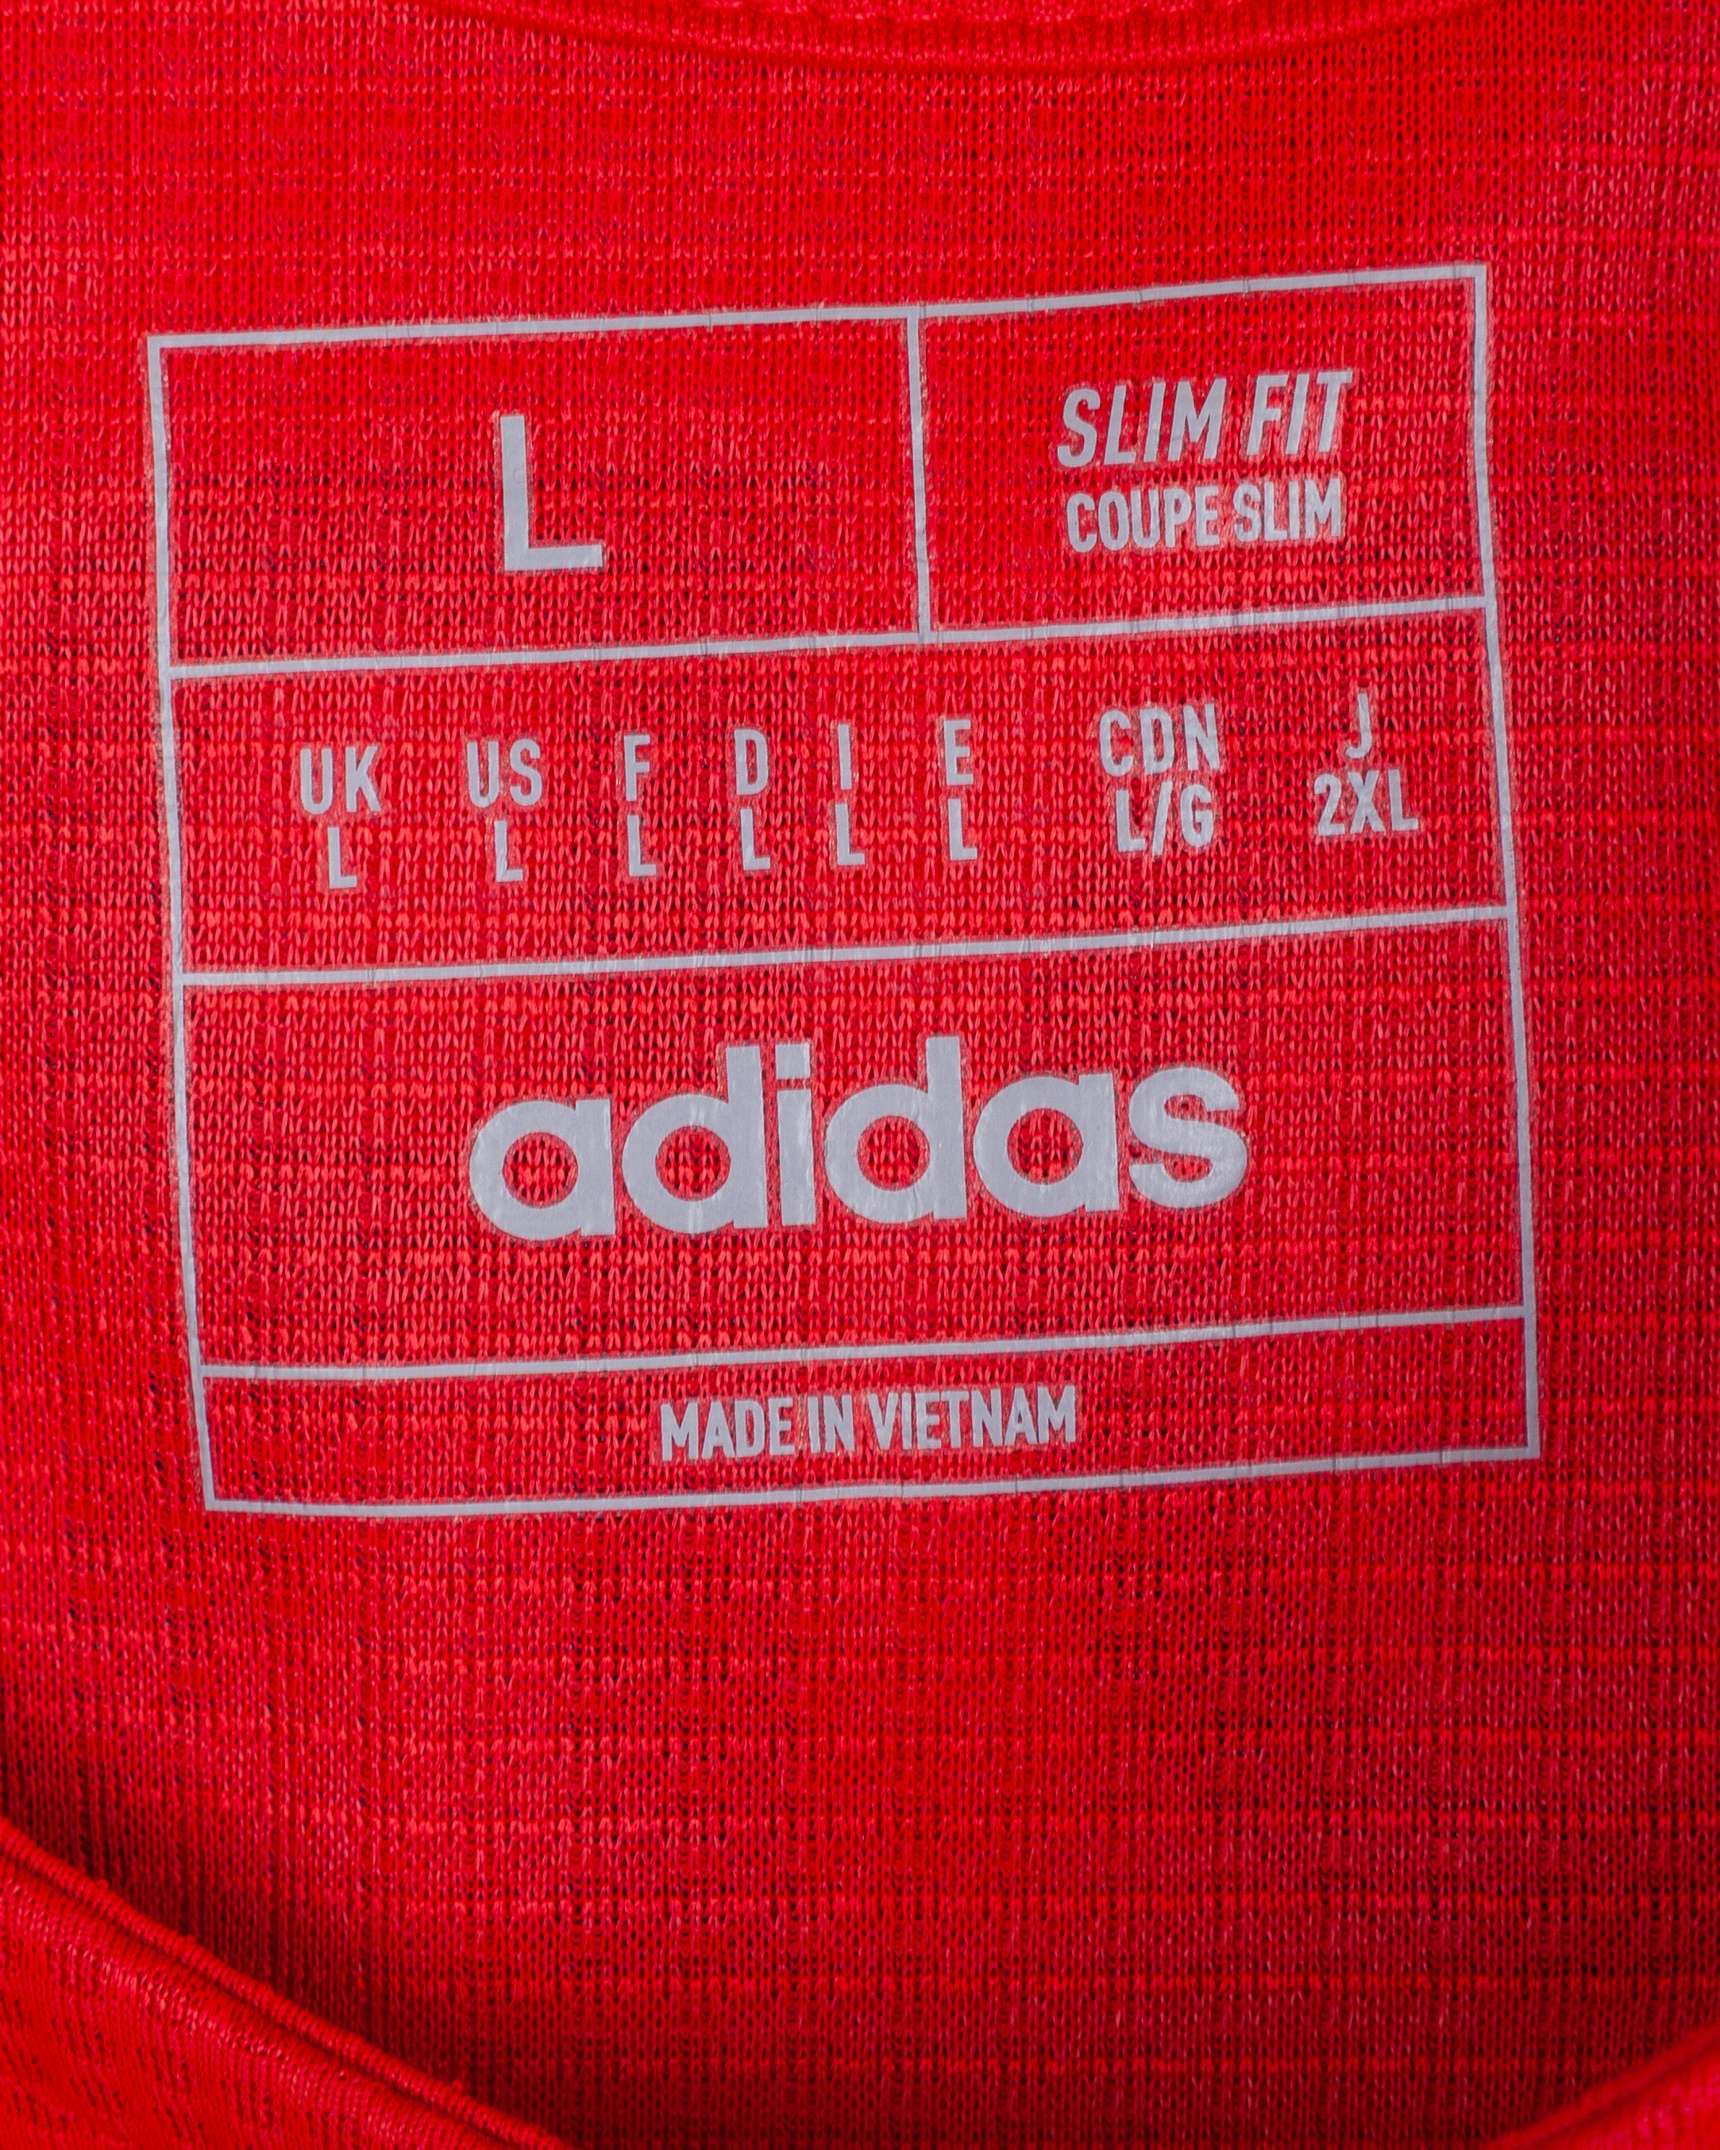 L
SLIM FIT
COUPE SLIM
UK US F D I E CDN J
L L L L L L L/G 2XL
adidas
MADE IN VIETNAM